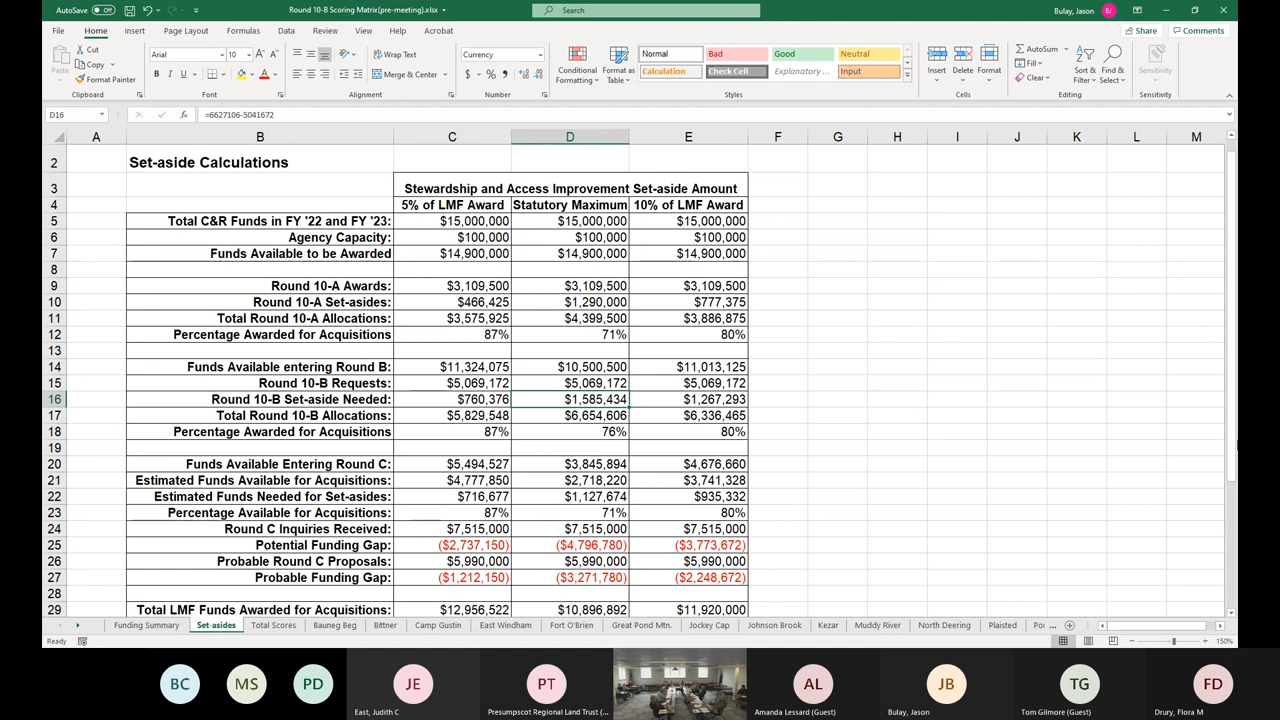 AutoSave Off Round 10-B Scoring Matrix(pre-meeting).xlsx Search Bulay, Jason BJ
File Home Insert Page Layout Formulas Data Review View Help Acrobat Share Comments
Paste Cut Copy Format Painter Clipboard
Arial 10 B I U Font
Wrap Text Merge & Center Alignment
Currency $ % Number
Conditional Formatting Format as Table Normal Bad Good Neutral Calculation Check Cell Explanatory ... Input Styles
Insert Delete Format Cells
AutoSum Fill Clear Sort & Filter Find & Select Editing
Sensitivity Sensitivity
D16 fx =6627106-5041672
A B C D E F G H I J K L M
2 Set-aside Calculations
3 Stewardship and Access Improvement Set-aside Amount
4 5% of LMF Award Statutory Maximum 10% of LMF Award
5 Total C&R Funds in FY '22 and FY '23: $15,000,000 $15,000,000 $15,000,000
6 Agency Capacity: $100,000 $100,000 $100,000
7 Funds Available to be Awarded $14,900,000 $14,900,000 $14,900,000
8
9 Round 10-A Awards: $3,109,500 $3,109,500 $3,109,500
10 Round 10-A Set-asides: $466,425 $1,290,000 $777,375
11 Total Round 10-A Allocations: $3,575,925 $4,399,500 $3,886,875
12 Percentage Awarded for Acquisitions 87% 71% 80%
13
14 Funds Available entering Round B: $11,324,075 $10,500,500 $11,013,125
15 Round 10-B Requests: $5,069,172 $5,069,172 $5,069,172
16 Round 10-B Set-aside Needed: $760,376 $1,585,434 $1,267,293
17 Total Round 10-B Allocations: $5,829,548 $6,654,606 $6,336,465
18 Percentage Awarded for Acquisitions 87% 76% 80%
19
20 Funds Available Entering Round C: $5,494,527 $3,845,894 $4,676,660
21 Estimated Funds Available for Acquisitions: $4,777,850 $2,718,220 $3,741,328
22 Estimated Funds Needed for Set-asides: $716,677 $1,127,674 $935,332
23 Percentage Available for Acquisitions: 87% 71% 80%
24 Round C Inquiries Received: $7,515,000 $7,515,000 $7,515,000
25 Potential Funding Gap: ($2,737,150) ($4,796,780) ($3,773,672)
26 Probable Round C Proposals: $5,990,000 $5,990,000 $5,990,000
27 Probable Funding Gap: ($1,212,150) ($3,271,780) ($2,248,672)
28
29 Total LMF Funds Awarded for Acquisitions: $12,956,522 $10,896,892 $11,920,000
Funding Summary Set-asides Total Scores Bauneg Beg Bittner Camp Gustin East Windham Fort O'Brien Great Pond Mtn. Jockey Cap Johnson Brook Kezar Muddy River North Deering Plaisted Po ...
Ready 150%
BC MS PD JE PT AL JB TG FD
East, Judith C Presumpscot Regional Land Trust (... Amanda Lessard (Guest) Bulay, Jason Tom Gilmore (Guest) Drury, Flora M